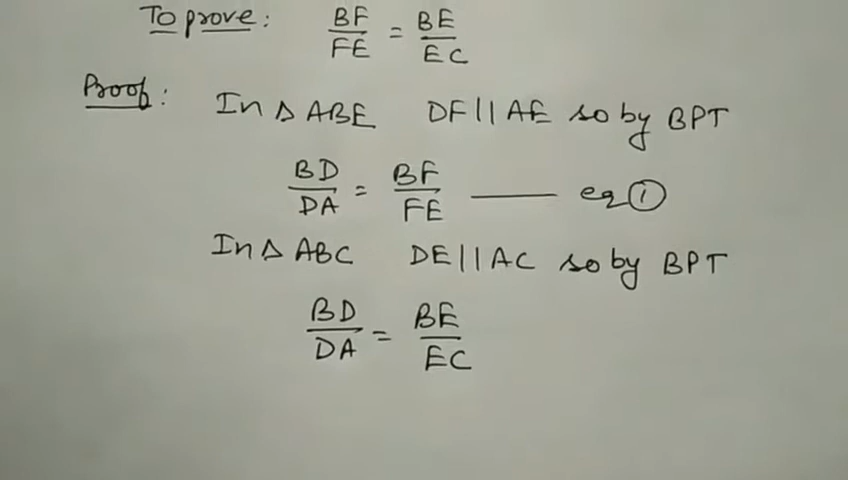 To prove: BF/FE = BE/EC
Proof: In △ ABE DF || AE so by BPT
BD/DA = BF/FE —— eq ①
In △ ABC DE || AC so by BPT
BD/DA = BE/EC